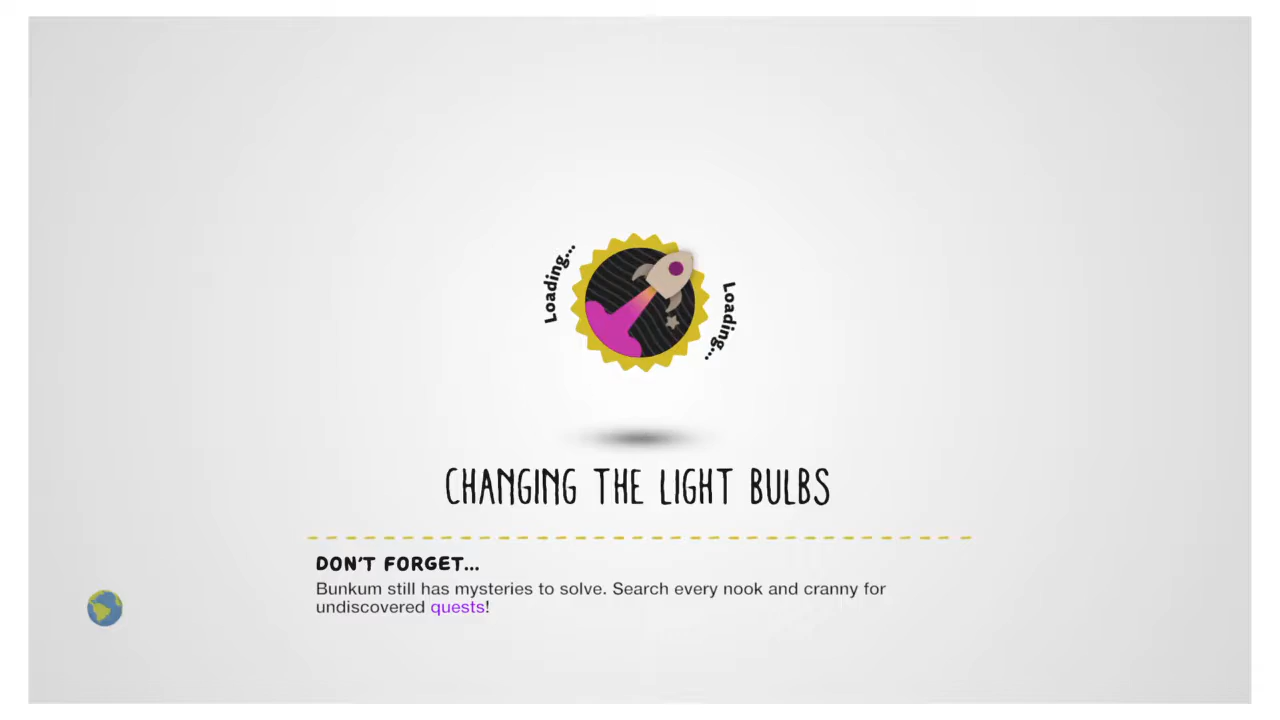 Loading...
Loading...
CHANGING THE LIGHT BULBS
DON'T FORGET...
Bunkum still has mysteries to solve. Search every nook and cranny for
undiscovered quests!